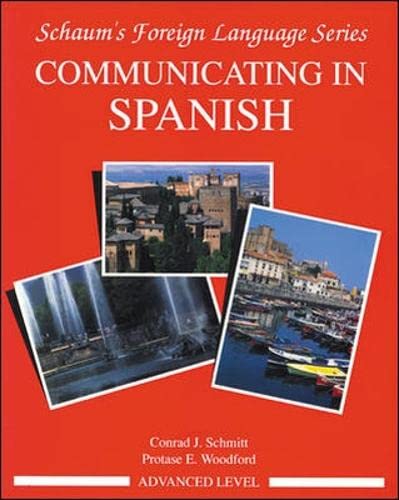 Schaum's Foreign Language Series
COMMUNICATING IN
SPANISH
Conrad J. Schmitt
Protase E. Woodford
ADVANCED LEVEL